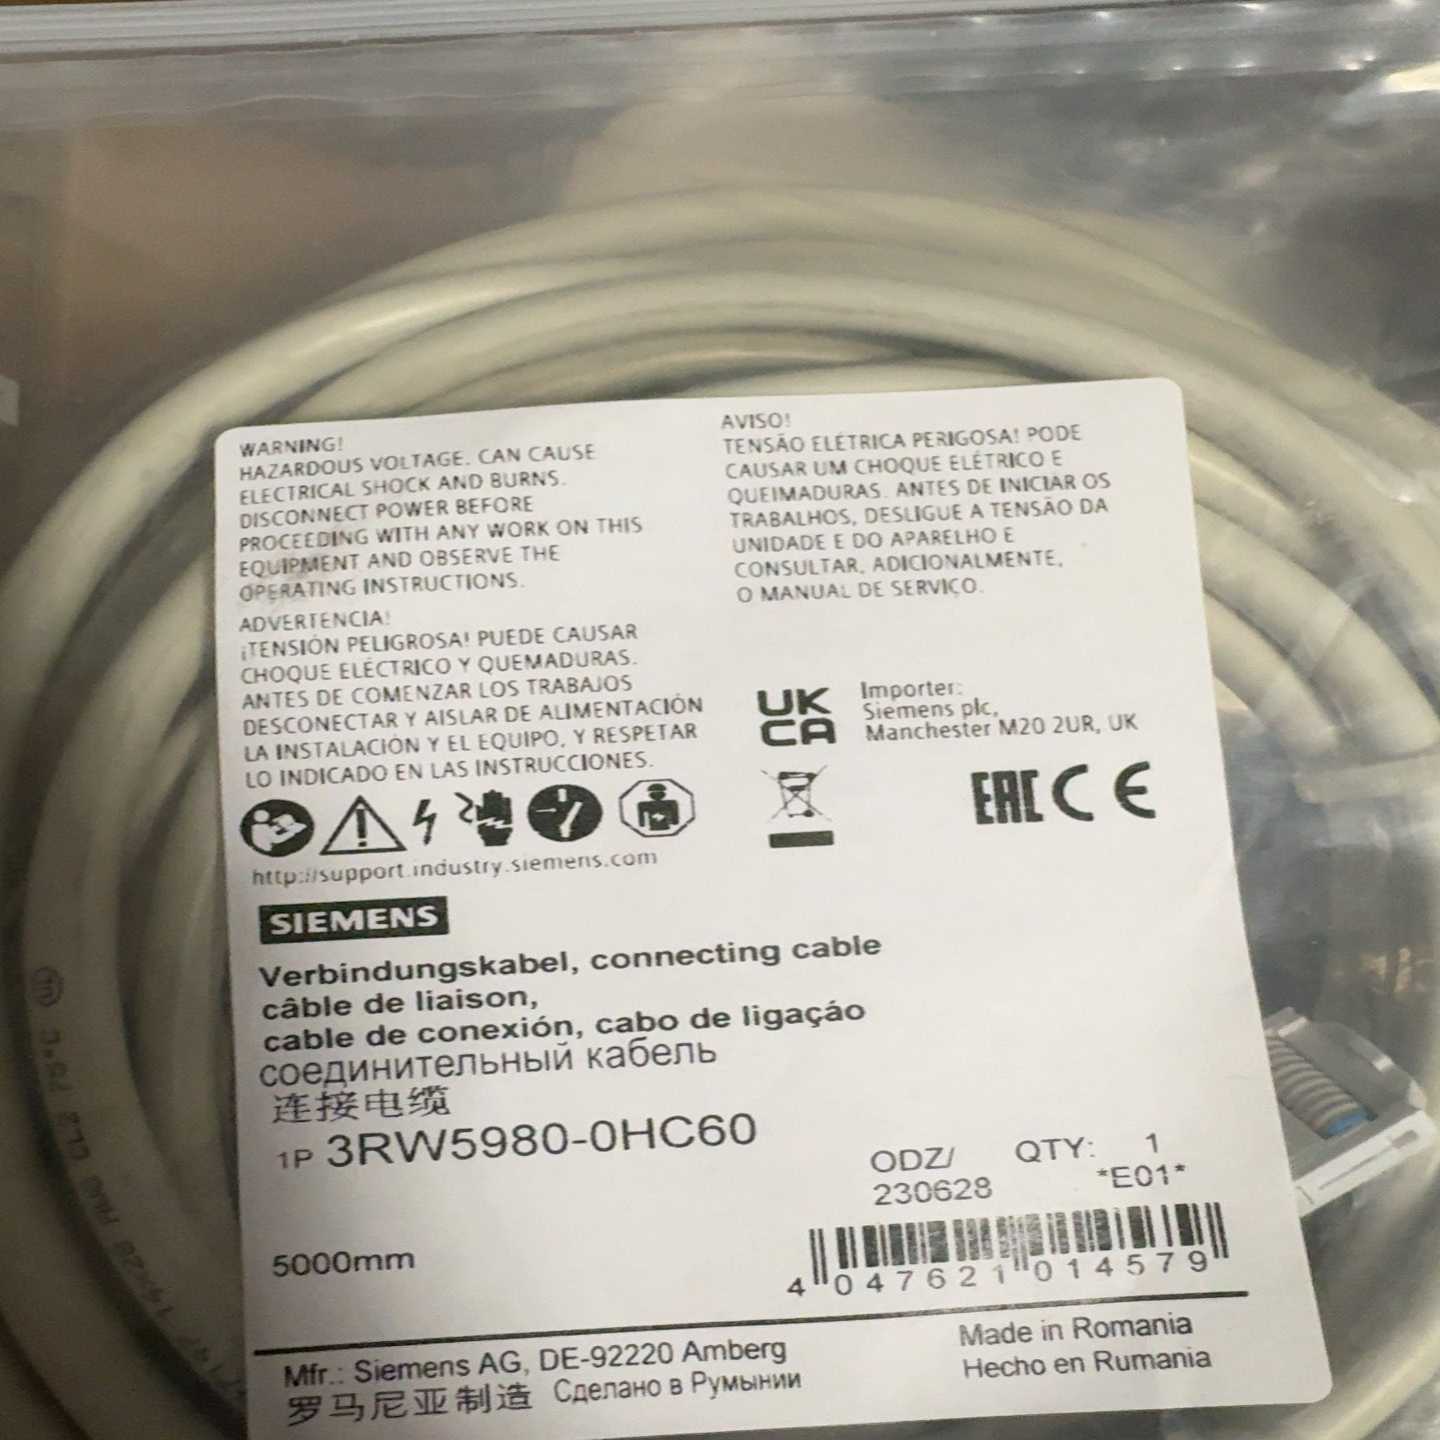 WARNING!
HAZARDOUS VOLTAGE. CAN CAUSE
ELECTRICAL SHOCK AND BURNS.
DISCONNECT POWER BEFORE
PROCEEDING WITH ANY WORK ON THIS
EQUIPMENT AND OBSERVE THE
OPERATING INSTRUCTIONS.
ADVERTENCIA!
¡TENSIÓN PELIGROSA! PUEDE CAUSAR
CHOQUE ELÉCTRICO Y QUEMADURAS.
ANTES DE COMENZAR LOS TRABAJOS
DESCONECTAR Y AISLAR DE ALIMENTACIÓN
LA INSTALACIÓN Y EL EQUIPO, Y RESPETAR
LO INDICADO EN LAS INSTRUCCIONES.
AVISO!
TENSÃO ELÉTRICA PERIGOSA! PODE
CAUSAR UM CHOQUE ELÉTRICO E
QUEIMADURAS. ANTES DE INICIAR OS
TRABALHOS, DESLIGUE A TENSÃO DA
UNIDADE E DO APARELHO E
CONSULTAR, ADICIONALMENTE,
O MANUAL DE SERVIÇO.
UK
CA
Importer:
Siemens plc,
Manchester M20 2UR, UK
EAC CE
http://support.industry.siemens.com
SIEMENS
Verbindungskabel, connecting cable
câble de liaison,
cable de conexión, cabo de ligaçáo
соединительный кабель
连接电缆
1P 3RW5980-0HC60
ODZ/
230628
QTY: 1
*E01*
5000mm
4 047621 014579
Mfr.: Siemens AG, DE-92220 Amberg
罗马尼亚制造 Сделано в Румынии
Made in Romania
Hecho en Rumania